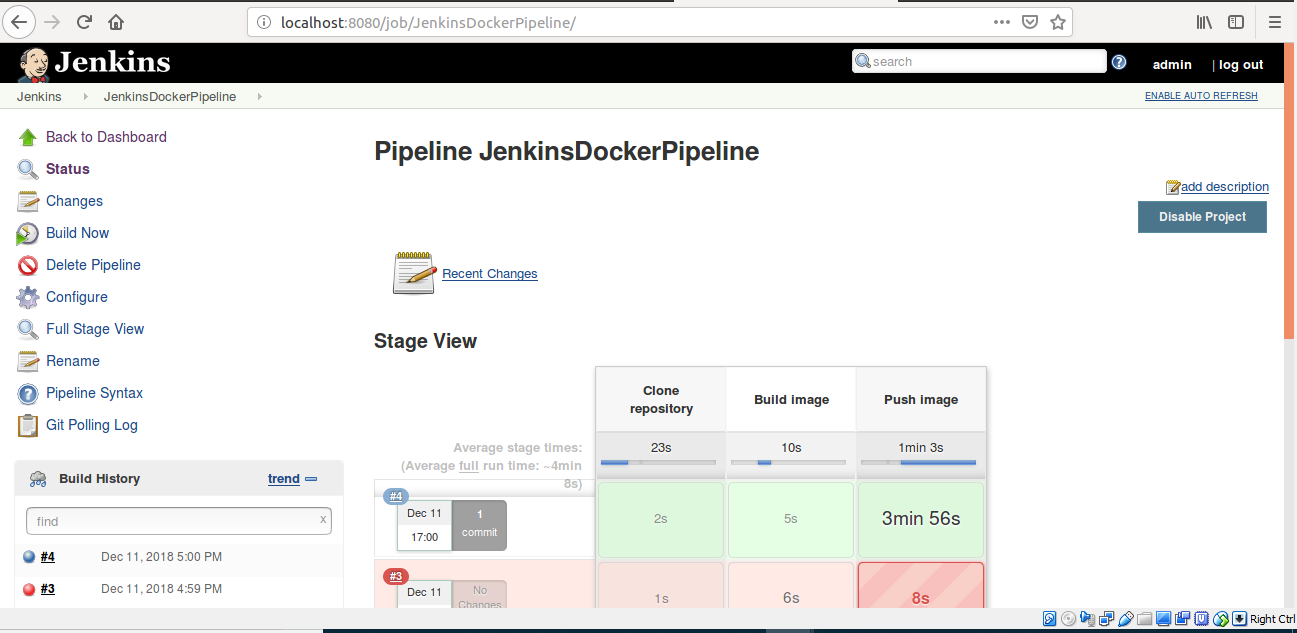 localhost:8080/job/JenkinsDockerPipeline/
Jenkins
search
admin
| log out
Jenkins
JenkinsDockerPipeline
ENABLE AUTO REFRESH
Back to Dashboard
Status
Changes
Build Now
Delete Pipeline
Configure
Full Stage View
Rename
Pipeline Syntax
Git Polling Log
Build History
trend
find
x
#4
Dec 11, 2018 5:00 PM
#3
Dec 11, 2018 4:59 PM
Pipeline JenkinsDockerPipeline
add description
Disable Project
Recent Changes
Stage View
Clone
repository
Build image
Push image
Average stage times:
(Average full run time: ~4min
8s)
23s
10s
1min 3s
#4
Dec 11
17:00
1
commit
2s
5s
3min 56s
#3
Dec 11
No
Changes
1s
6s
8s
Right Ctrl